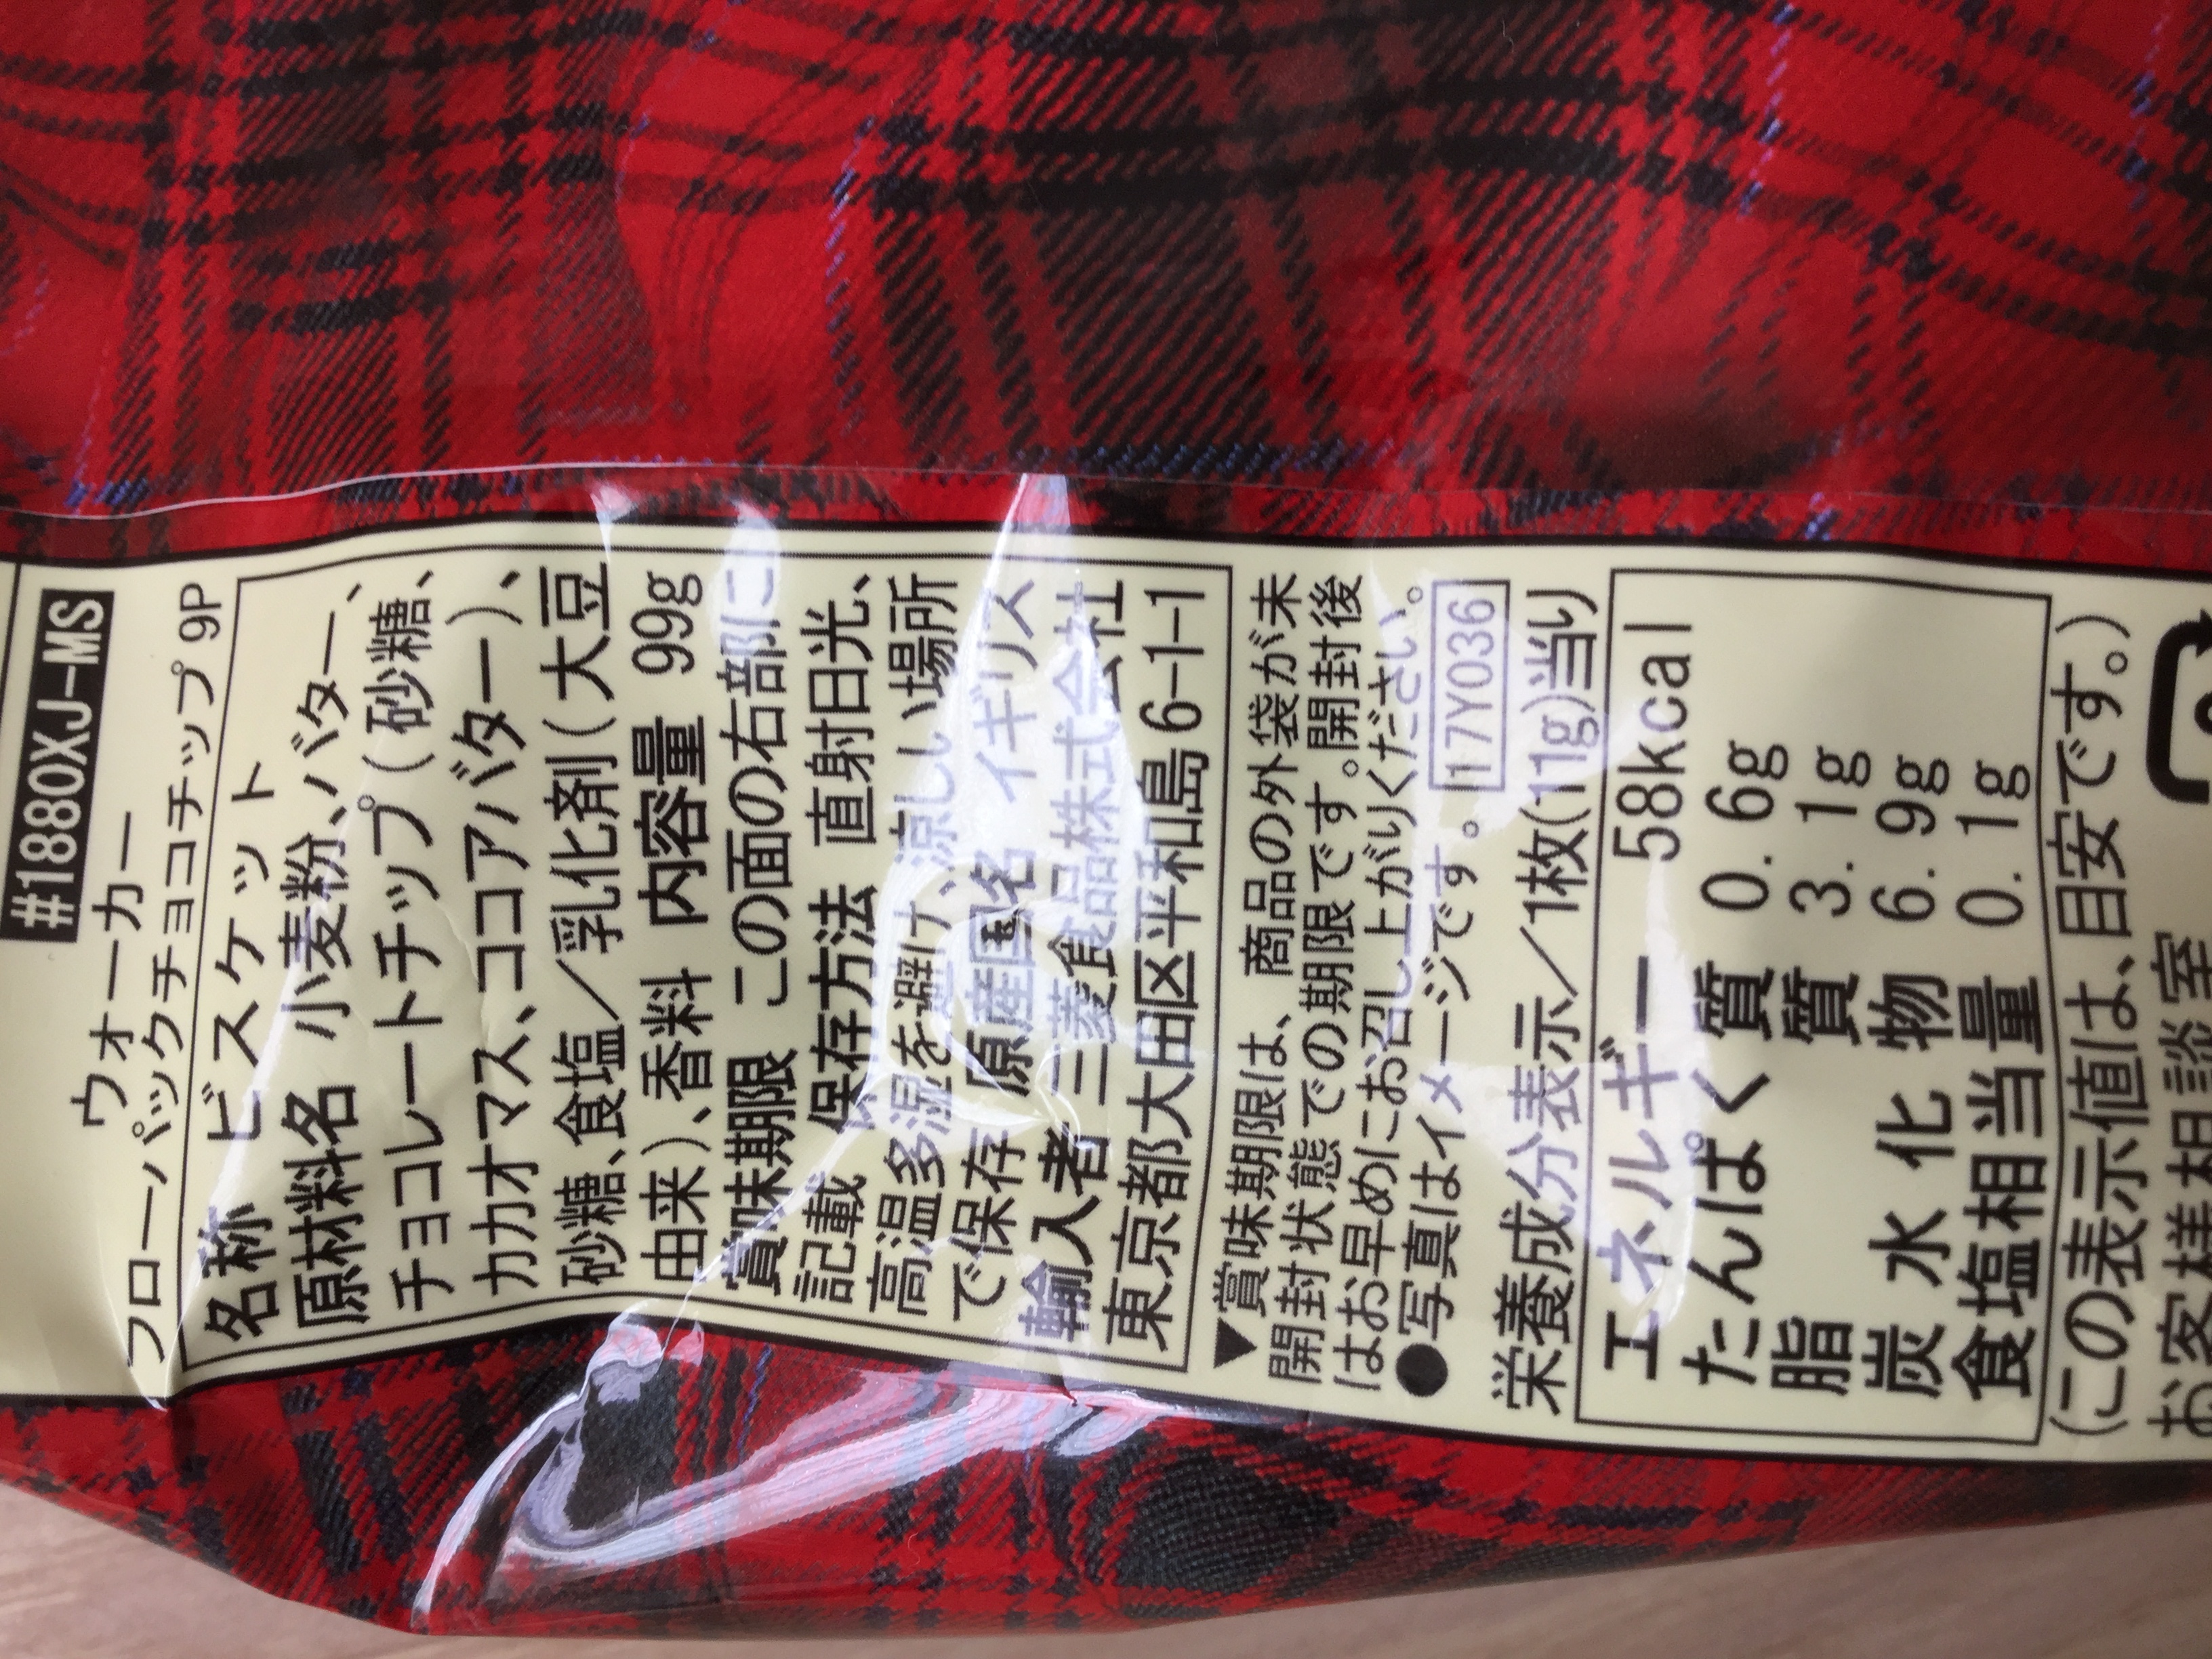 #1880XJ-MS
ウォーカー
フローパックチョコチップ 9P
名称 ビスケット
原材料名 小麦粉、バター、
チョコレートチップ(砂糖、
カカオマス、ココアバター)、
砂糖、食塩/乳化剤(大豆
由来)、香料 内容量 99g
賞味期限 この面の右部に
記載 保存方法 直射日光、
高温多湿を避け、涼しい場所
で保存 原産国名 イギリス
輸入者 三菱食品株式会社
東京都大田区平和島6-1-1
▼賞味期限は、商品の外袋が未
開封状態での期限です。開封後
はお早めにお召し上がりください。
●写真はイメージです。 17Y036
栄養成分表示/1枚(11g)当り
エネルギー 58kcal
たんぱく質 0.6g
脂質 3.1g
炭水化物 6.9g
食塩相当量 0.1g
(この表示値は、目安です。)
お客様相談室